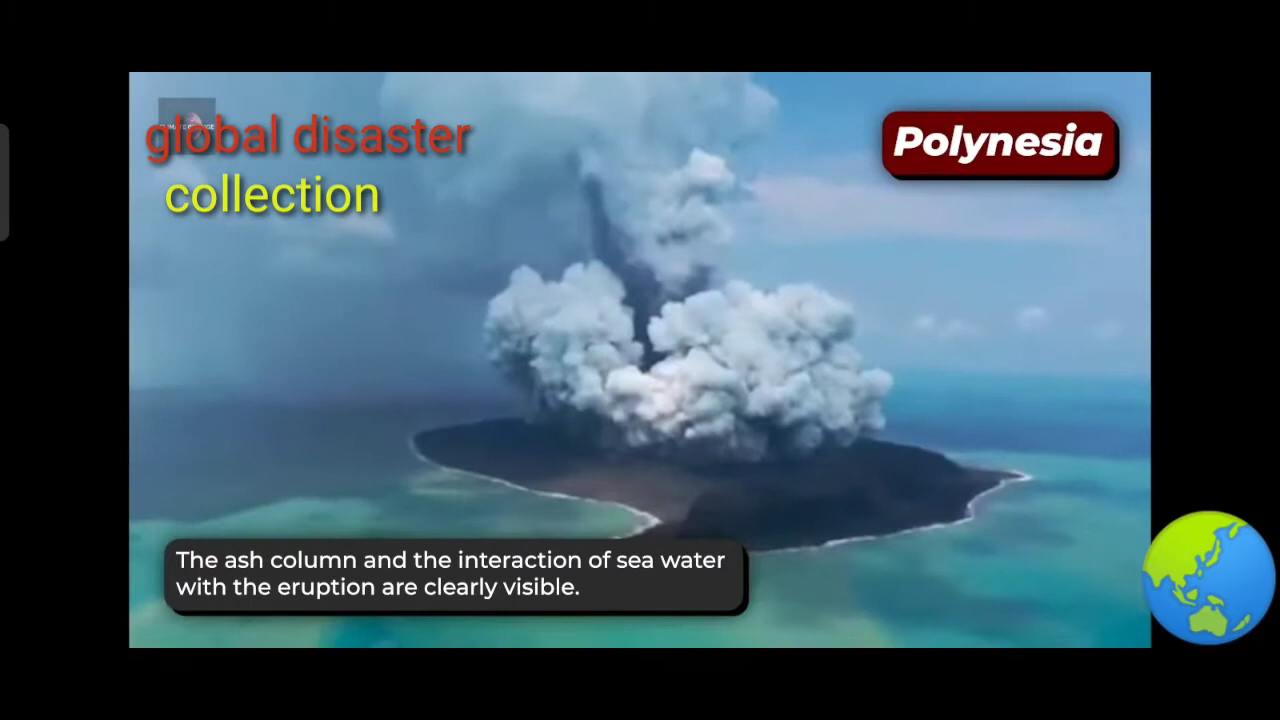 global disaster
collection
Polynesia
The ash column and the interaction of sea water
with the eruption are clearly visible.